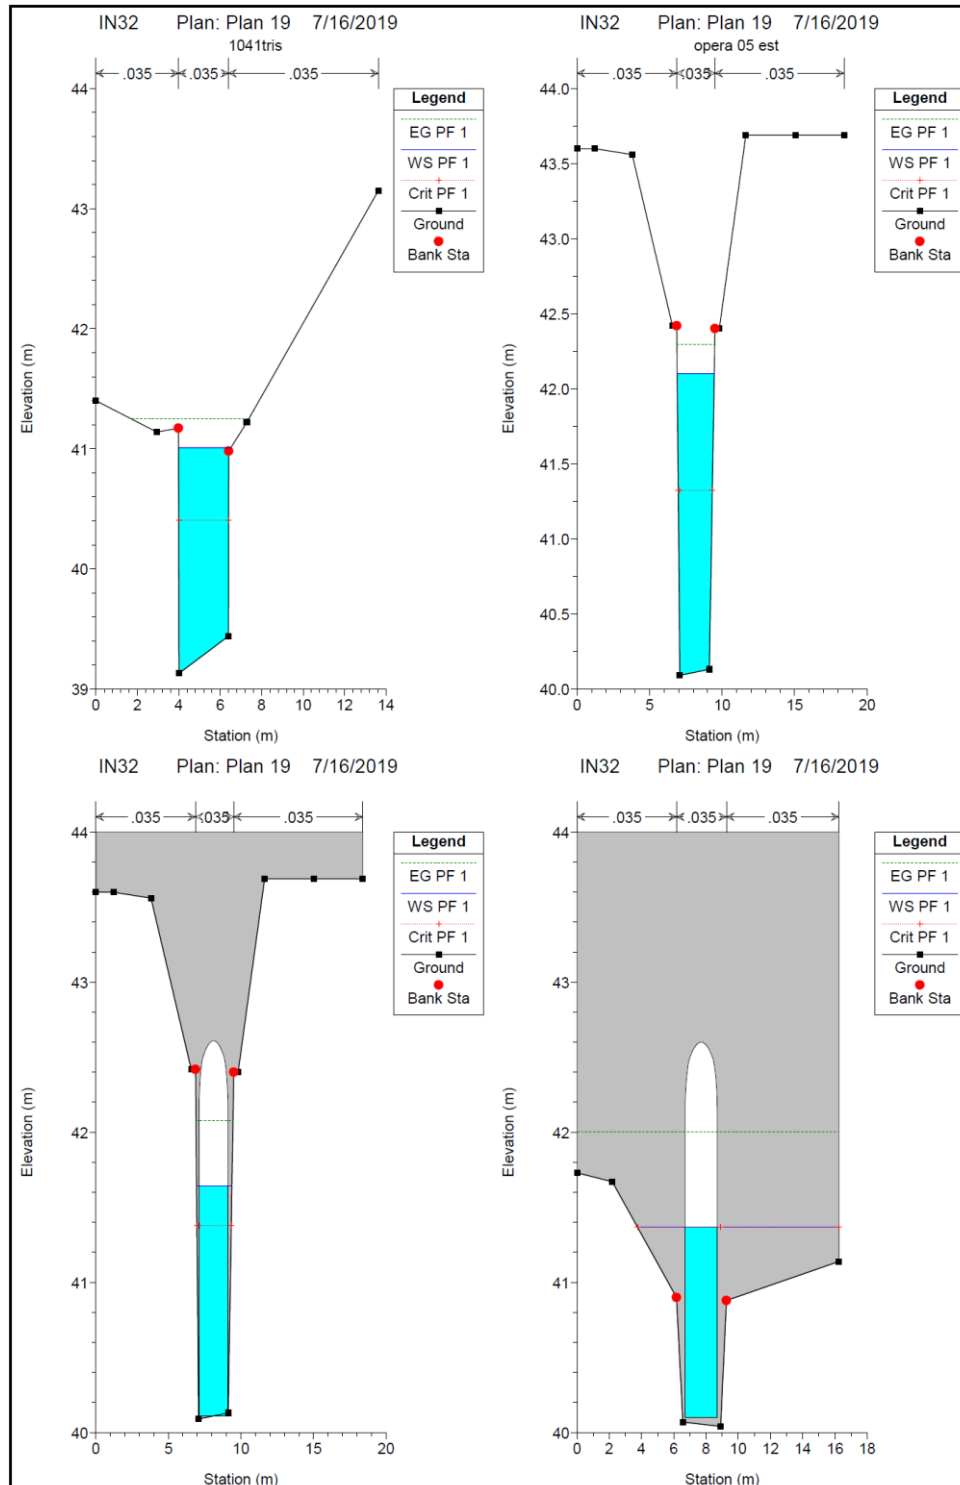 IN32 Plan: Plan 19 7/16/2019
1041tris
.035 .035 .035
Legend
EG PF 1
WS PF 1
Crit PF 1
Ground
Bank Sta
44
43
42
41
40
39
Elevation (m)
0 2 4 6 8 10 12 14
Station (m)
IN32 Plan: Plan 19 7/16/2019
opera 05 est
.035 .035 .035
Legend
EG PF 1
WS PF 1
Crit PF 1
Ground
Bank Sta
44.0
43.5
43.0
42.5
42.0
41.5
41.0
40.5
40.0
Elevation (m)
0 5 10 15 20
Station (m)
IN32 Plan: Plan 19 7/16/2019
.035 .035 .035
Legend
EG PF 1
WS PF 1
Crit PF 1
Ground
Bank Sta
44
43
42
41
40
Elevation (m)
0 5 10 15 20
Station (m)
IN32 Plan: Plan 19 7/16/2019
.035 .035 .035
Legend
EG PF 1
WS PF 1
Crit PF 1
Ground
Bank Sta
44
43
42
41
40
Elevation (m)
0 2 4 6 8 10 12 14 16 18
Station (m)